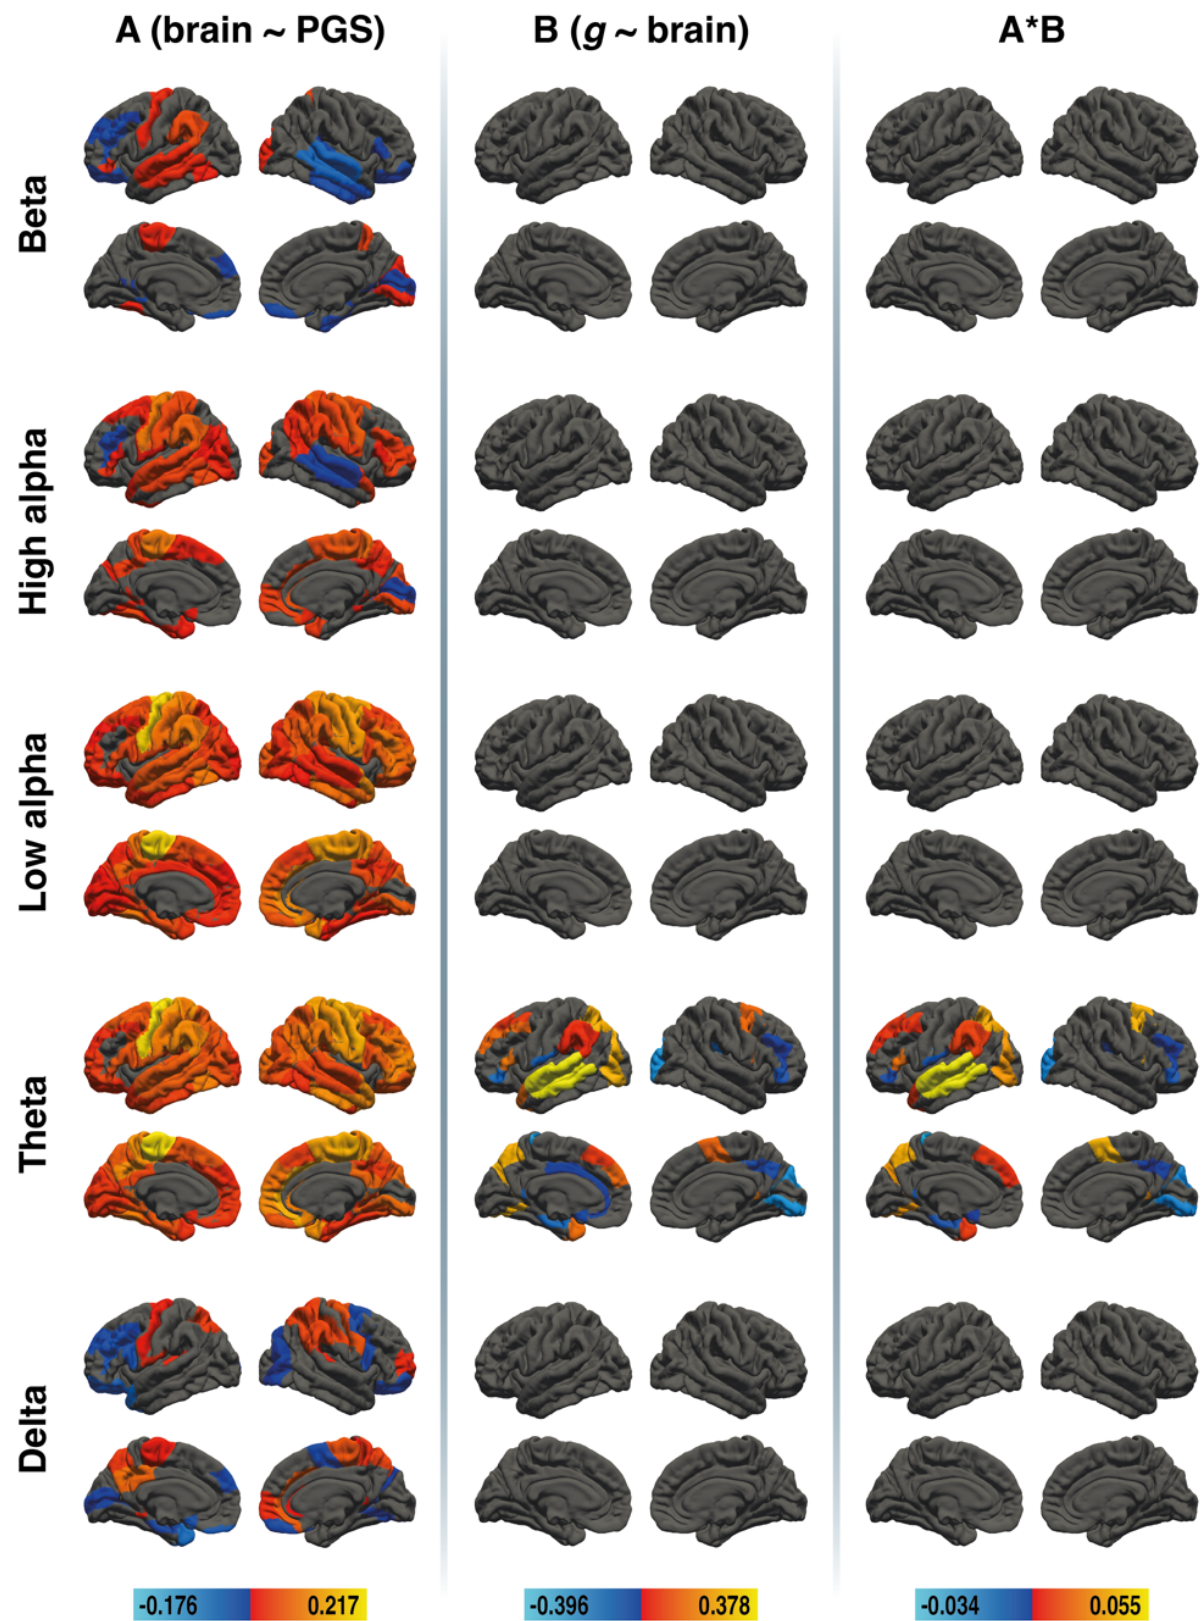 A (brain ~ PGS)
B (g ~ brain)
A*B
Beta
High alpha
Low alpha
Theta
Delta
-0.176 0.217
-0.396 0.378
-0.034 0.055